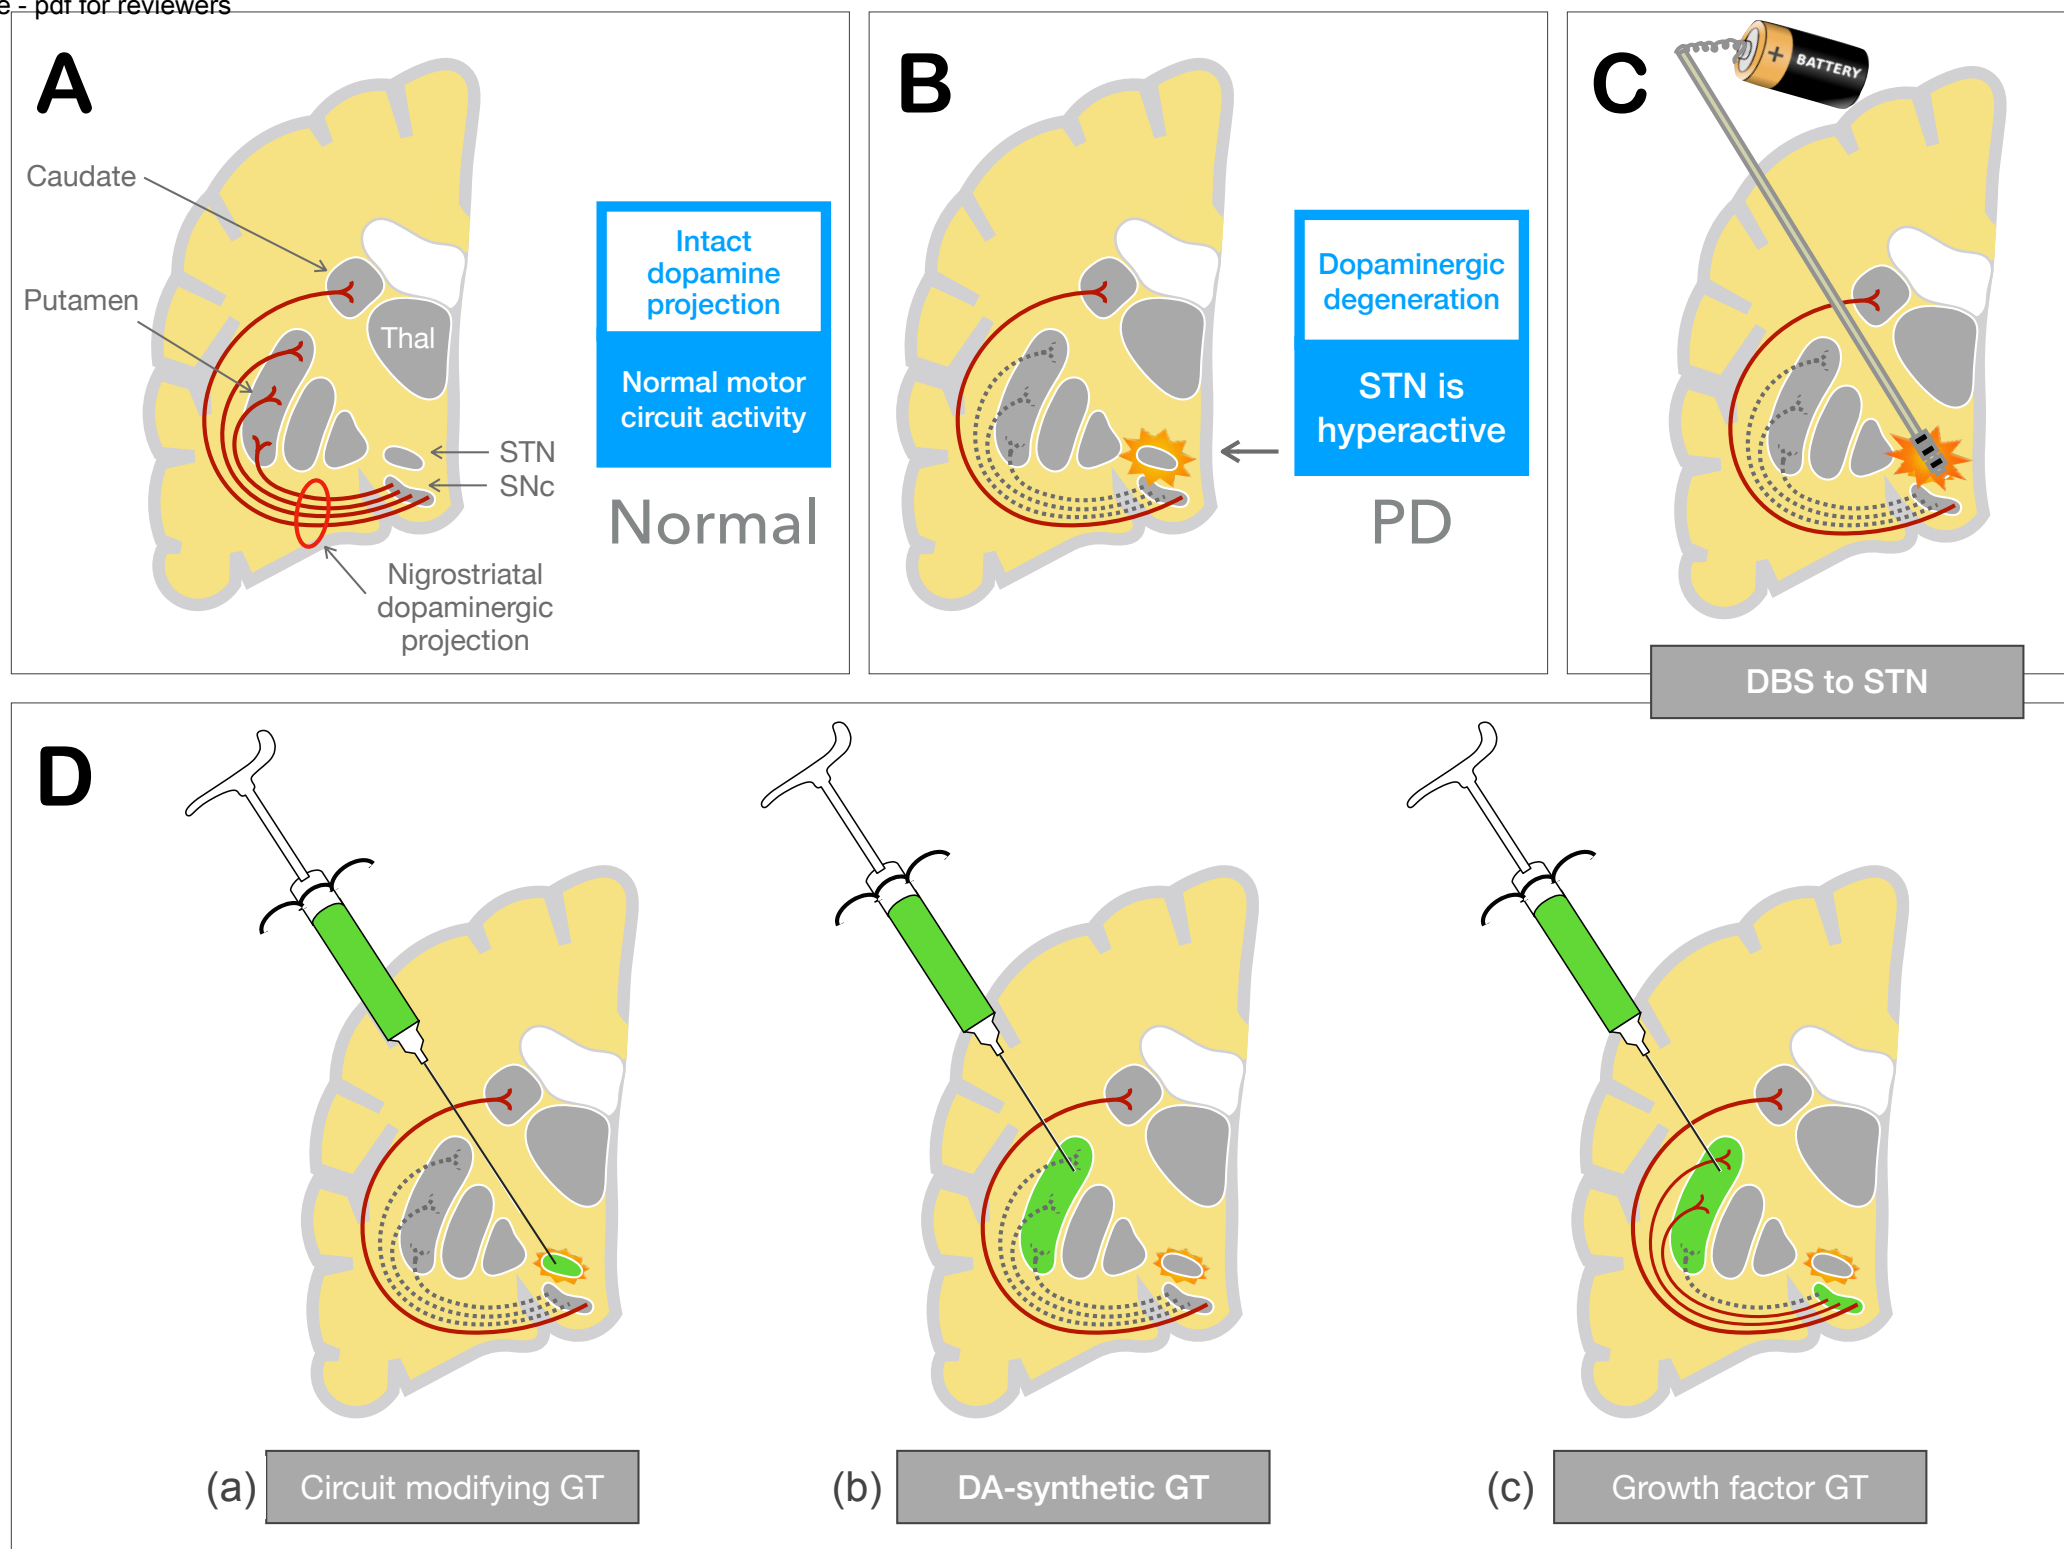 e - pdf for reviewers
A
Caudate
Putamen
Thal
STN
SNc
Nigrostriatal
dopaminergic
projection
Intact
dopamine
projection
Normal motor
circuit activity
Normal
B
Dopaminergic
degeneration
STN is
hyperactive
PD
C
+ BATTERY
DBS to STN
D
(a) Circuit modifying GT
(b) DA-synthetic GT
(c) Growth factor GT